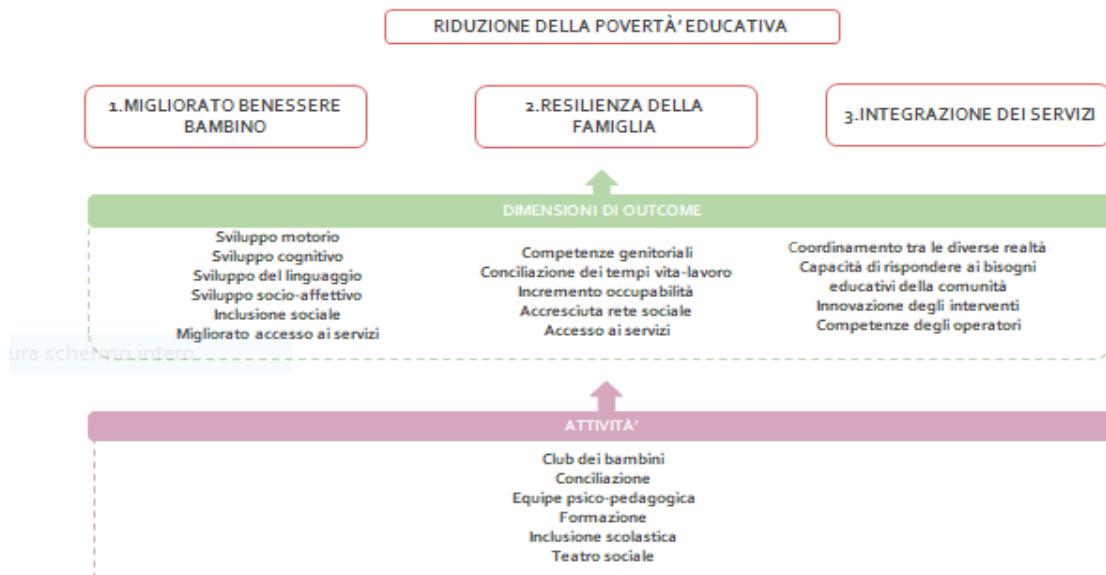 RIDUZIONE DELLA POVERTA' EDUCATIVA
1.MIGLIORATO BENESSERE
BAMBINO
2.RESILIENZA DELLA
FAMIGLIA
3.INTEGRAZIONE DEI SERVIZI
DIMENSIONI DI OUTCOME
Sviluppo motorio
Sviluppo cognitivo
Sviluppo del linguaggio
Sviluppo socio-affettivo
Inclusione sociale
Migliorato accesso ai servizi
Competenze genitoriali
Conciliazione dei tempi vita-lavoro
Incremento occupabilità
Accresciuta rete sociale
Accesso ai servizi
Coordinamento tra le diverse realtà
Capacità di rispondere ai bisogni
educativi della comunità
Innovazione degli interventi
Competenze degli operatori
ura schermo intero
ATTIVITA'
Club dei bambini
Conciliazione
Equipe psico-pedagogica
Formazione
Inclusione scolastica
Teatro sociale